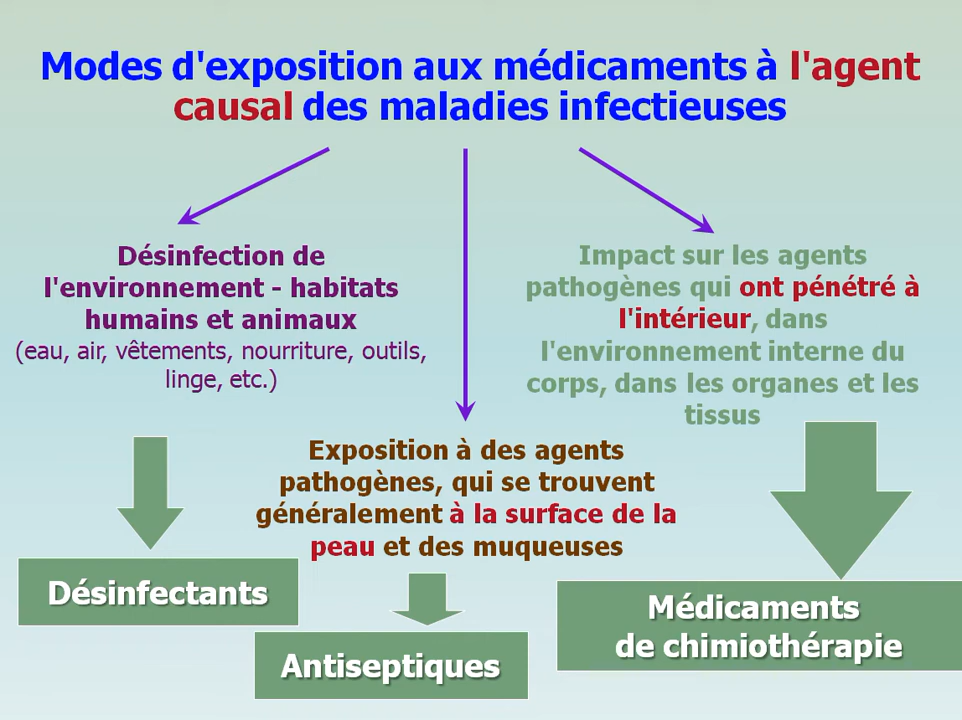 Modes d'exposition aux médicaments à l'agent
causal des maladies infectieuses
Désinfection de
l'environnement - habitats
humains et animaux
(eau, air, vêtements, nourriture, outils,
linge, etc.)
Désinfectants
Exposition à des agents
pathogènes, qui se trouvent
généralement à la surface de la
peau et des muqueuses
Antiseptiques
Impact sur les agents
pathogènes qui ont pénétré à
l'intérieur, dans
l'environnement interne du
corps, dans les organes et les
tissus
Médicaments
de chimiothérapie